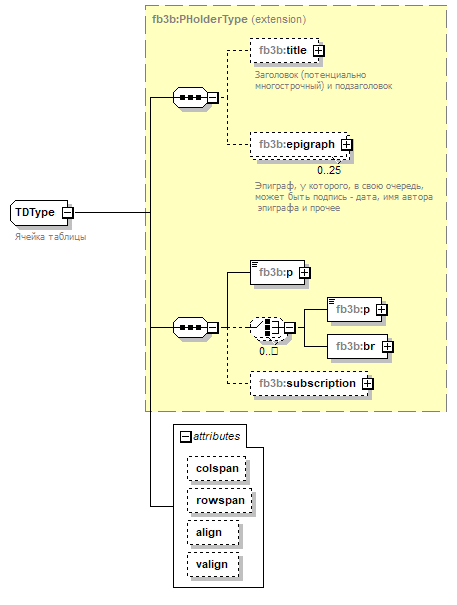 fb3b:PHolderType (extension)
fb3b:title
Заголовок (потенциально
многострочный) и подзаголовок
fb3b:epigraph
0..25
Эпиграф, у которого, в свою очередь,
может быть подпись - дата, имя автора
эпиграфа и прочее
TDType
Ячейка таблицы
fb3b:p
fb3b:p
0..□
fb3b:br
fb3b:subscription
attributes
colspan
rowspan
align
valign